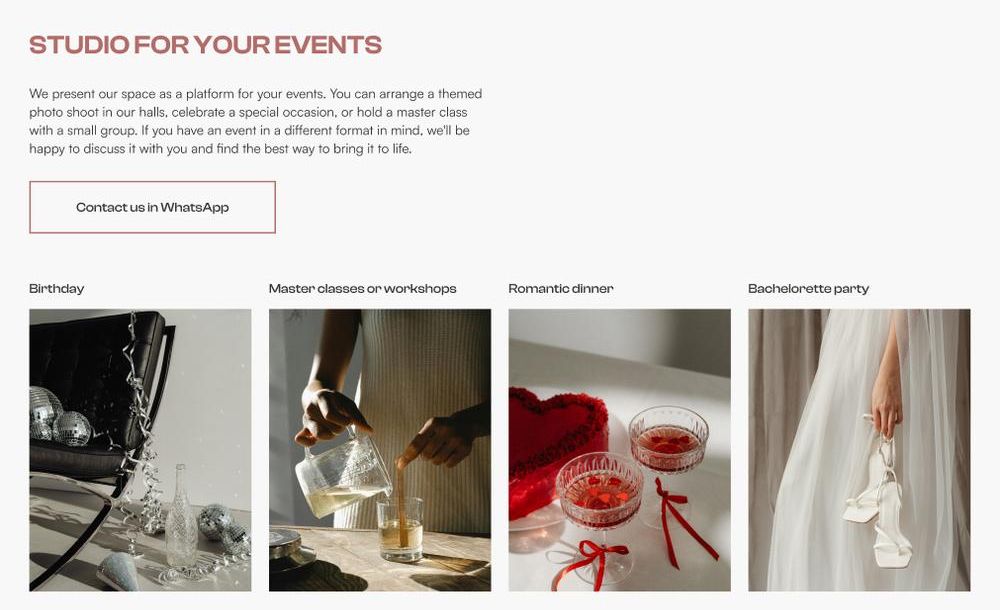 STUDIO FOR YOUR EVENTS
We present our space as a platform for your events. You can arrange a themed
photo shoot in our halls, celebrate a special occasion, or hold a master class
with a small group. If you have an event in a different format in mind, we'll be
happy to discuss it with you and find the best way to bring it to life.
Contact us in WhatsApp
Birthday
Master classes or workshops
Romantic dinner
Bachelorette party